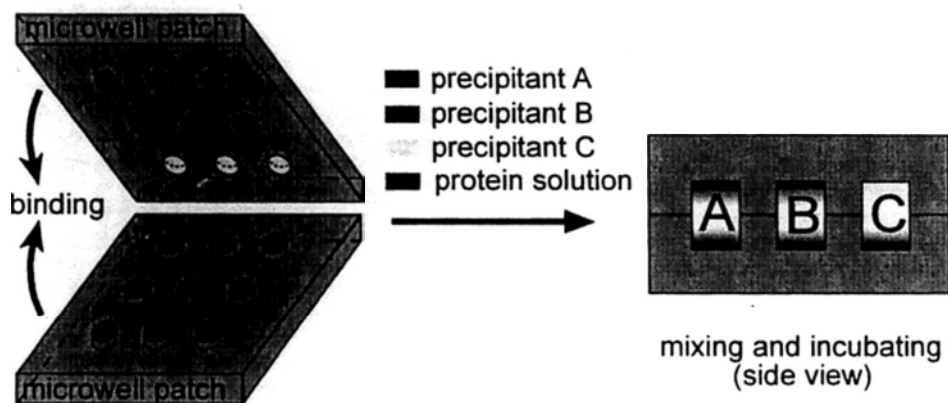 microwell patch
precipitant A
precipitant B
precipitant C
protein solution
binding
A B C
microwell patch
mixing and incubating
(side view)